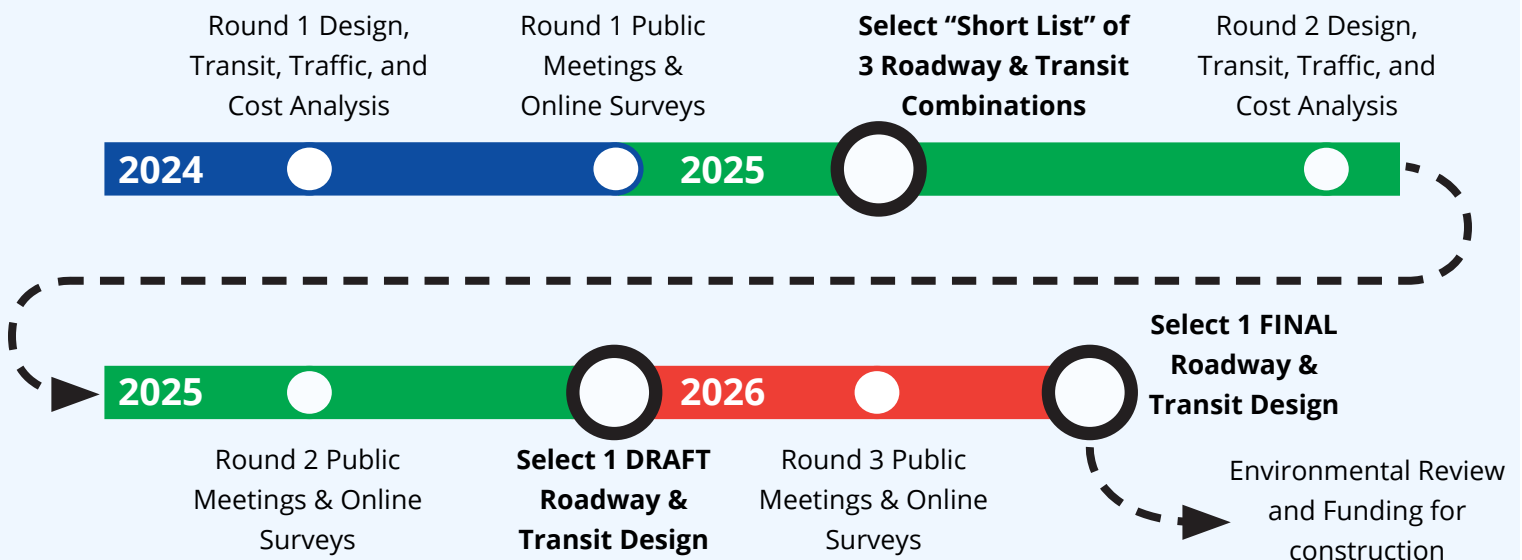 Round 1 Design,
Transit, Traffic, and
Cost Analysis
Round 1 Public
Meetings &
Online Surveys
Select “Short List” of
3 Roadway & Transit
Combinations
Round 2 Design,
Transit, Traffic, and
Cost Analysis
2024
2025
2025
2026
Select 1 FINAL
Roadway &
Transit Design
Round 2 Public
Meetings & Online
Surveys
Select 1 DRAFT
Roadway &
Transit Design
Round 3 Public
Meetings & Online
Surveys
Environmental Review
and Funding for
construction